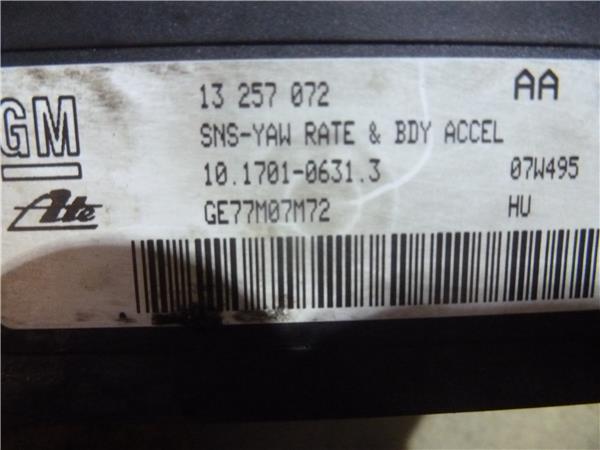 GM
13 257 072 AA
SNS-YAW RATE & BDY ACCEL
10.1701-0631.3 07W495
Ate
GE77M07M72 HU